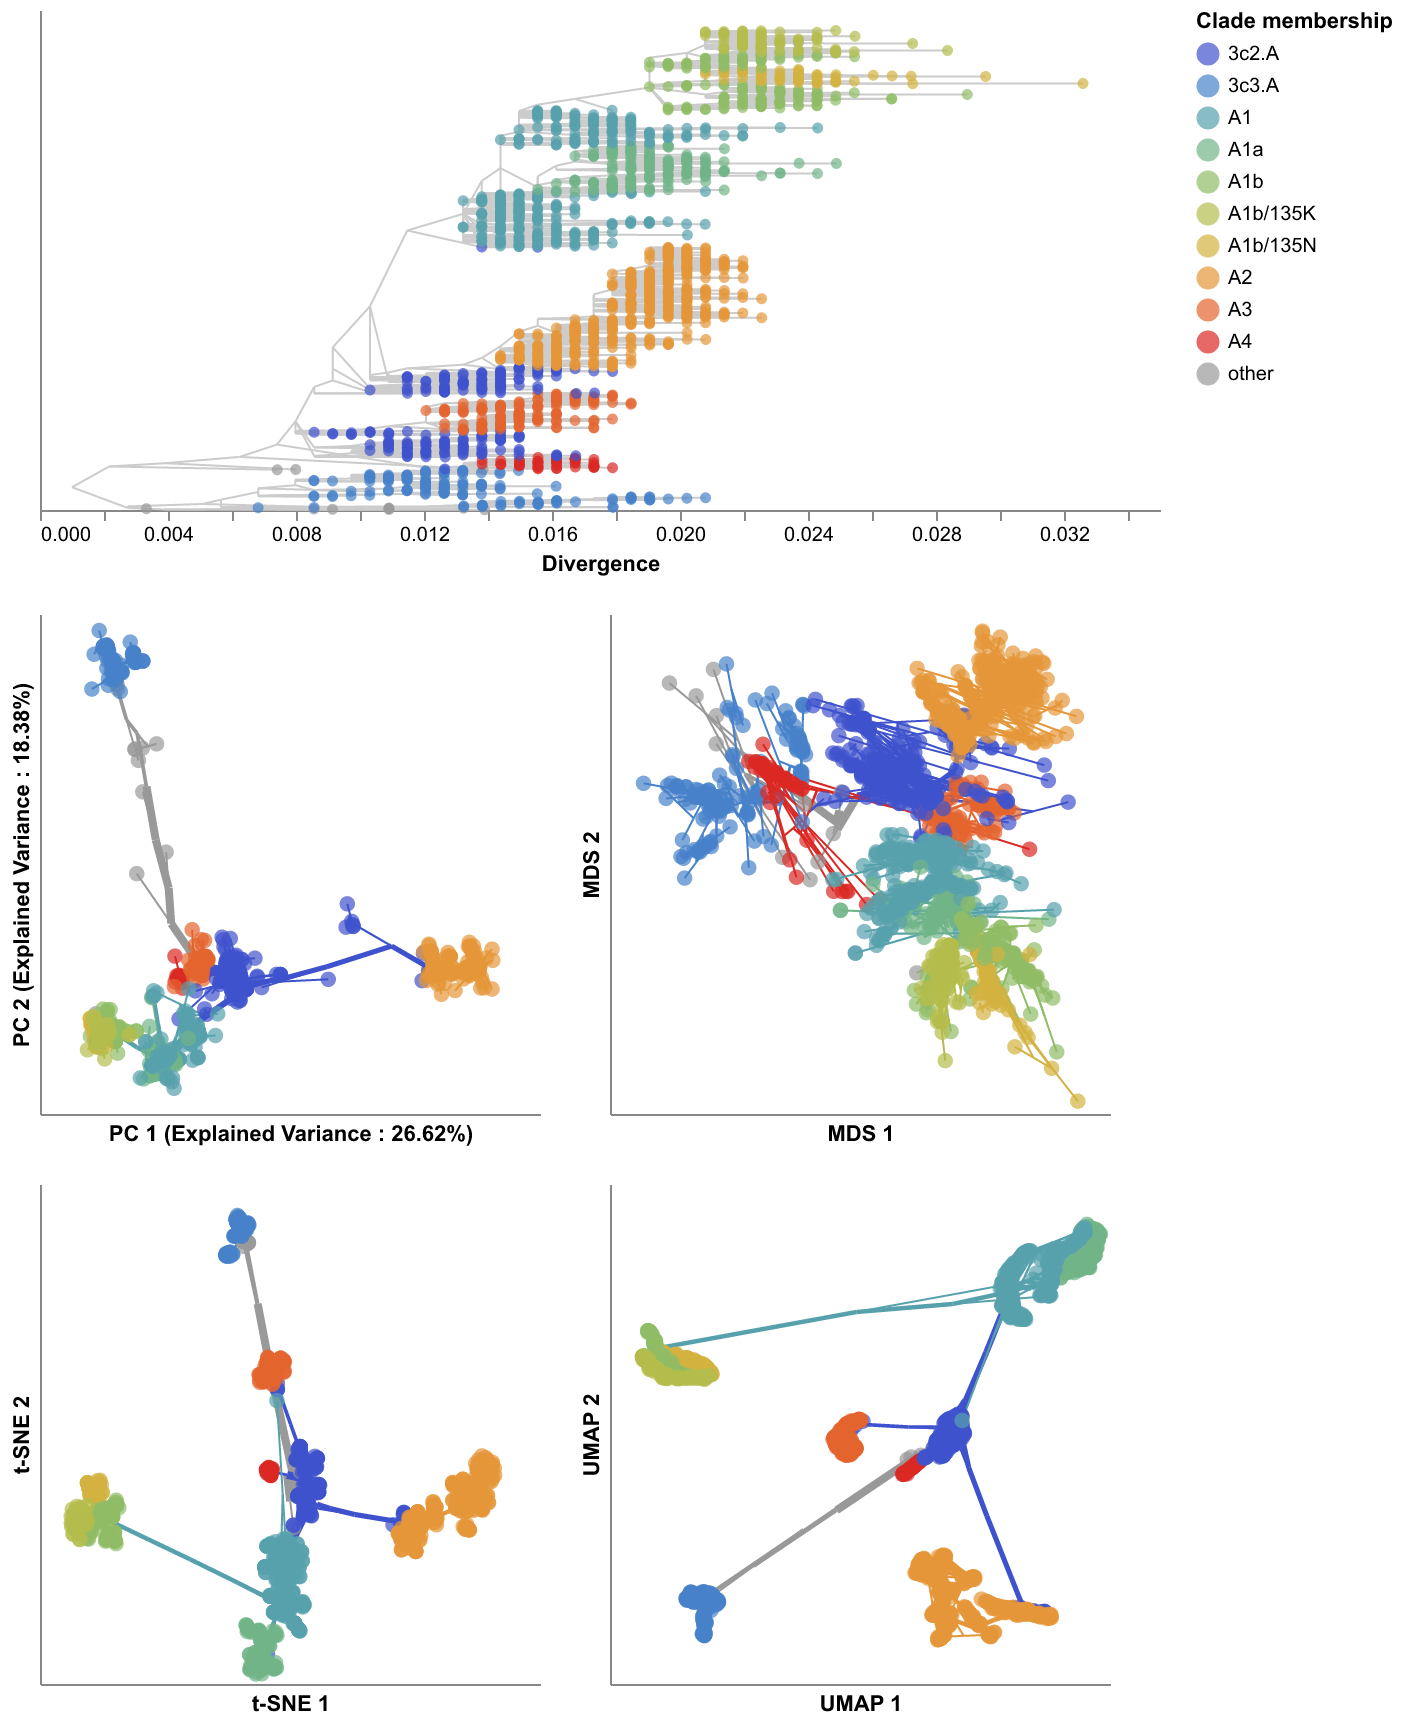 Clade membership
3c2.A
3c3.A
A1
A1a
A1b
A1b/135K
A1b/135N
A2
A3
A4
other
0.000 0.004 0.008 0.012 0.016 0.020 0.024 0.028 0.032
Divergence
PC 2 (Explained Variance : 18.38%)
PC 1 (Explained Variance : 26.62%)
MDS 2
MDS 1
t-SNE 2
t-SNE 1
UMAP 2
UMAP 1